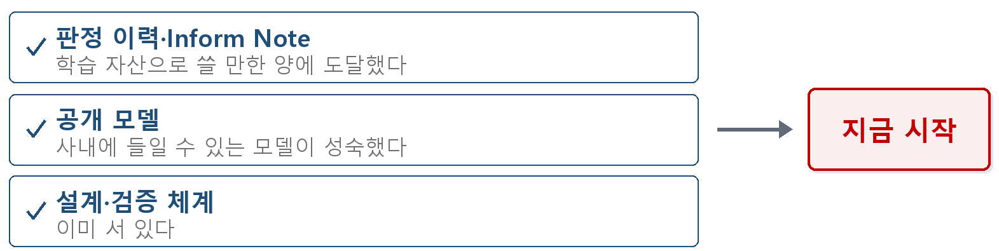 판정 이력·Inform Note
학습 자산으로 쓸 만한 양에 도달했다
공개 모델
사내에 들일 수 있는 모델이 성숙했다
설계·검증 체계
이미 서 있다
지금 시작